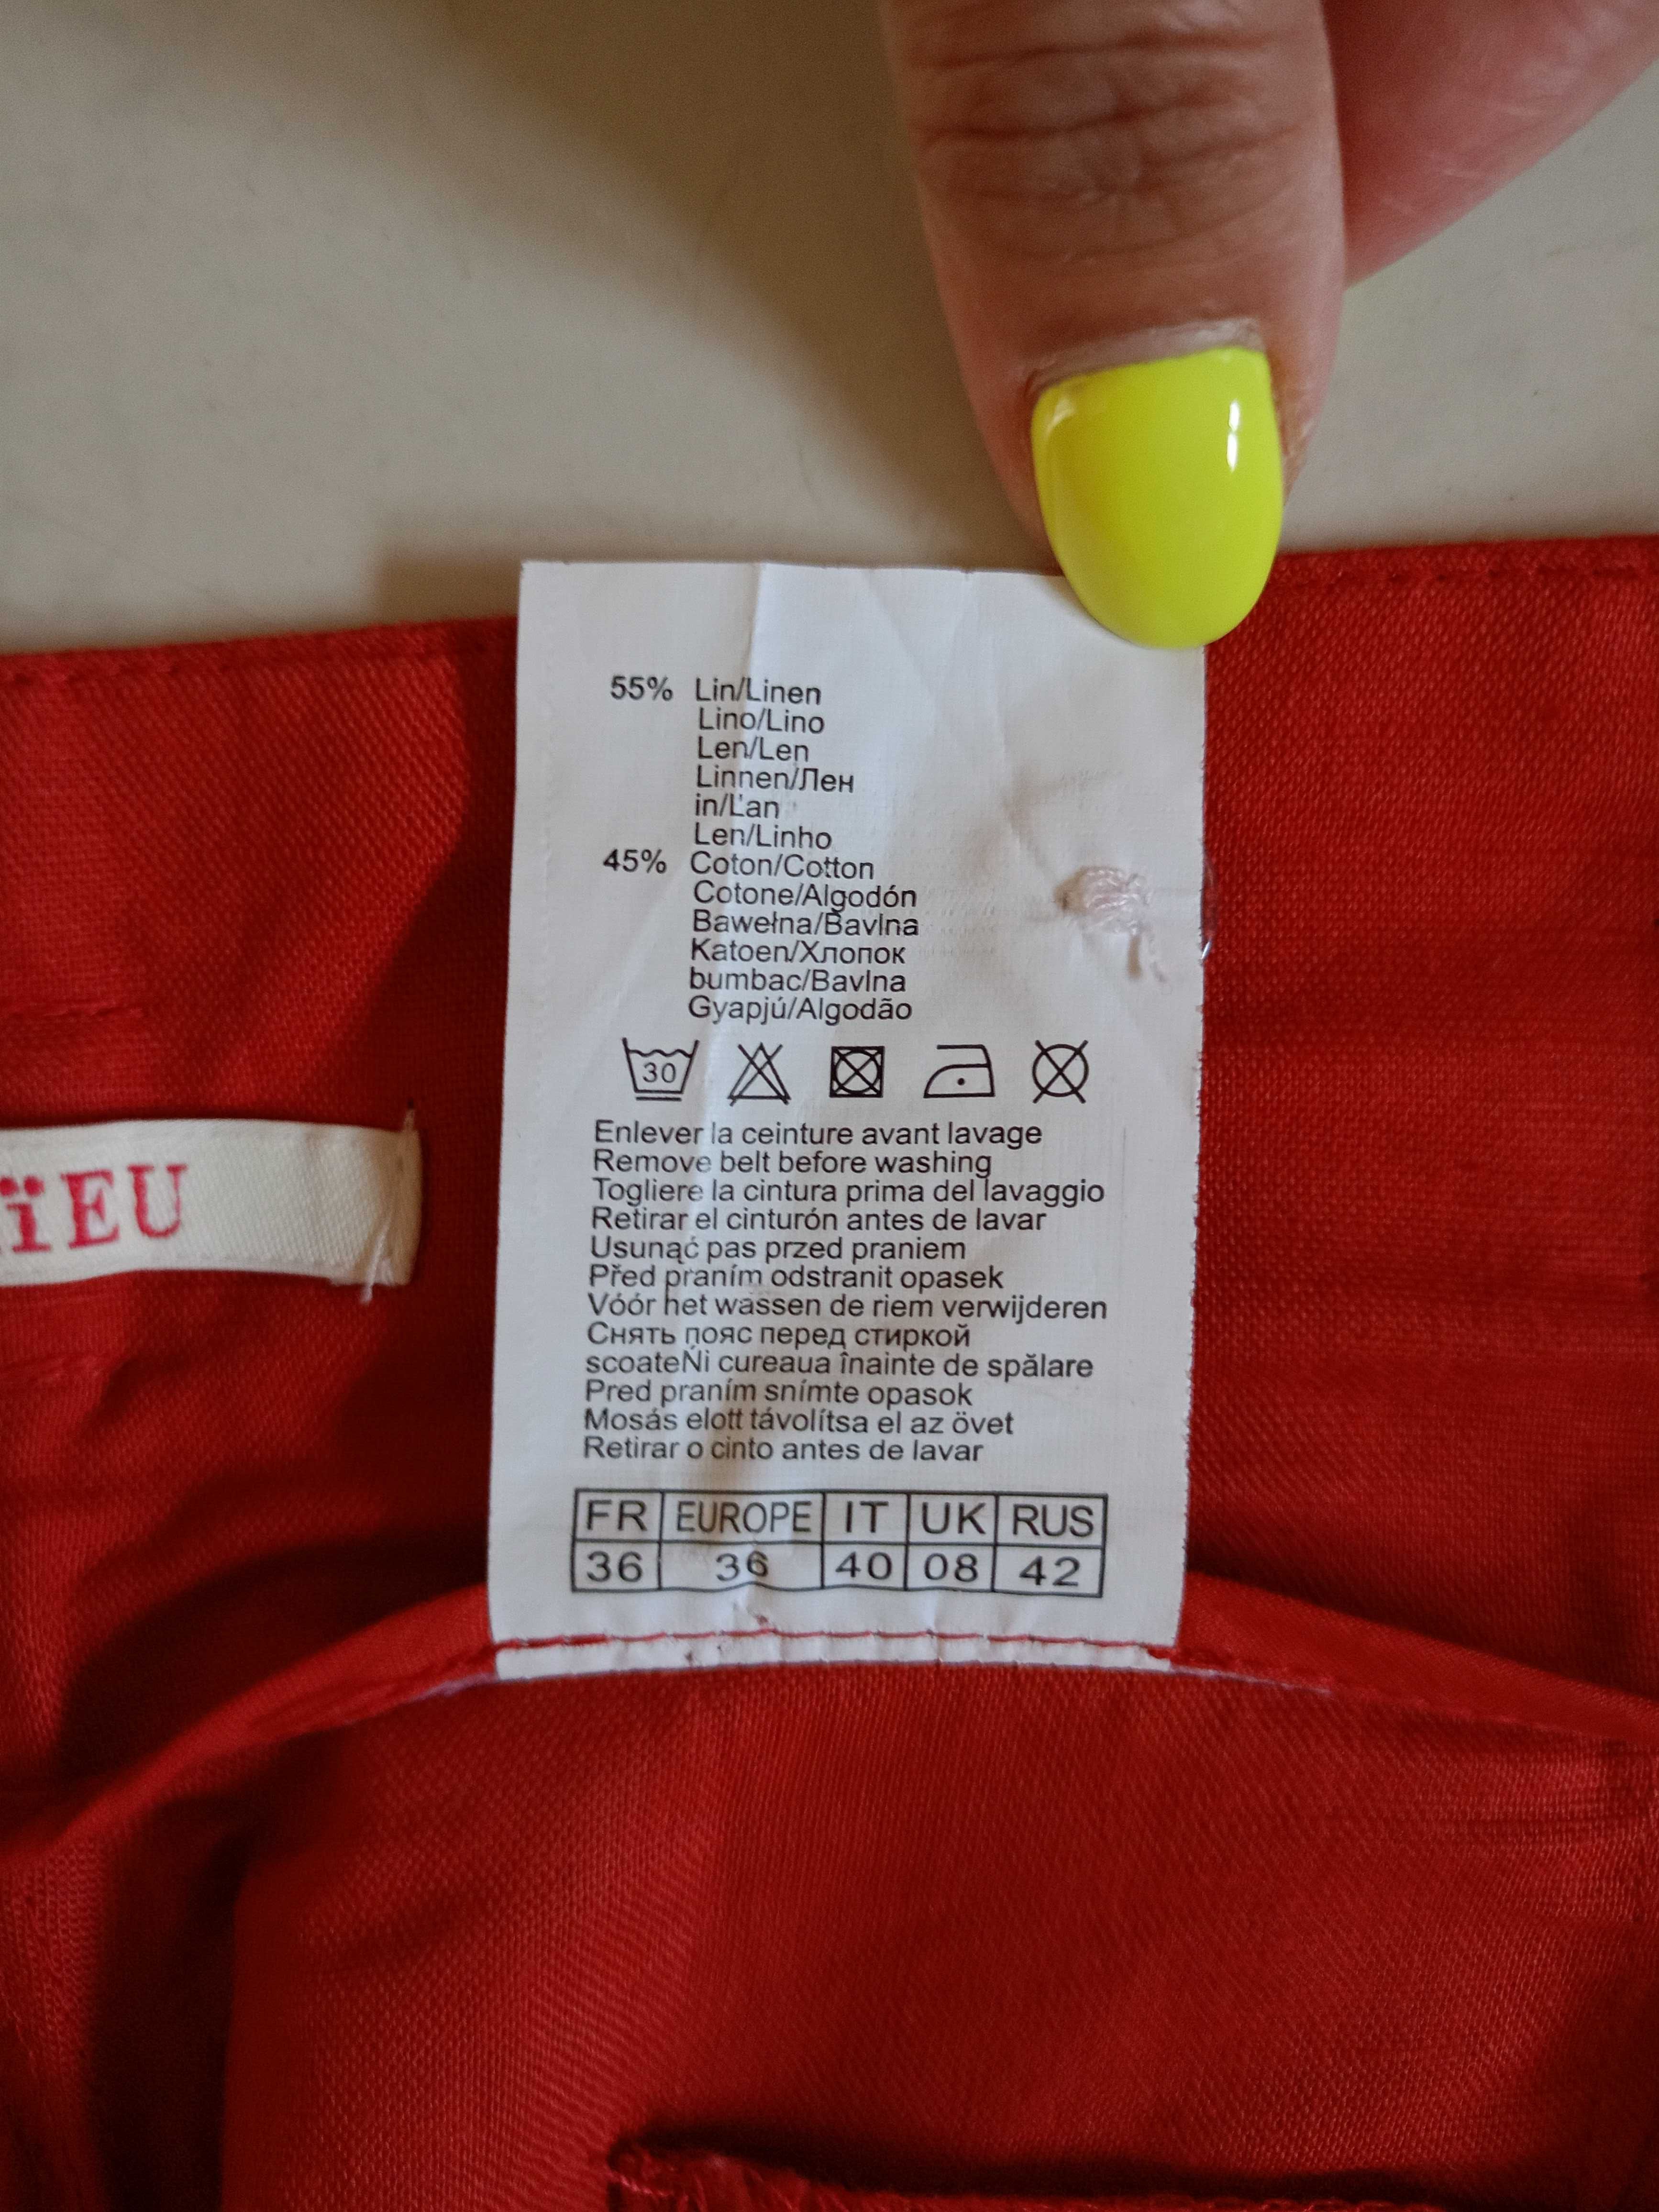 55% Lin/Linen
Lino/Lino
Len/Len
Linnen/Лен
in/Ľan
Len/Linho
45% Coton/Cotton
Cotone/Algodón
Bawełna/Bavlna
Katoen/Хлопок
bumbac/Bavlna
Gyapjú/Algodão
30
Enlever la ceinture avant lavage
Remove belt before washing
Togliere la cintura prima del lavaggio
Retirar el cinturón antes de lavar
Usunąć pas przed praniem
Před praním odstranit opasek
Vóór het wassen de riem verwijderen
Снять пояс перед стиркой
scoateŃi cureaua înainte de spălare
Pred praním snímte opasok
Mosás elott távolítsa el az övet
Retirar o cinto antes de lavar
FR EUROPE IT UK RUS
36 36 40 08 42
ïEU